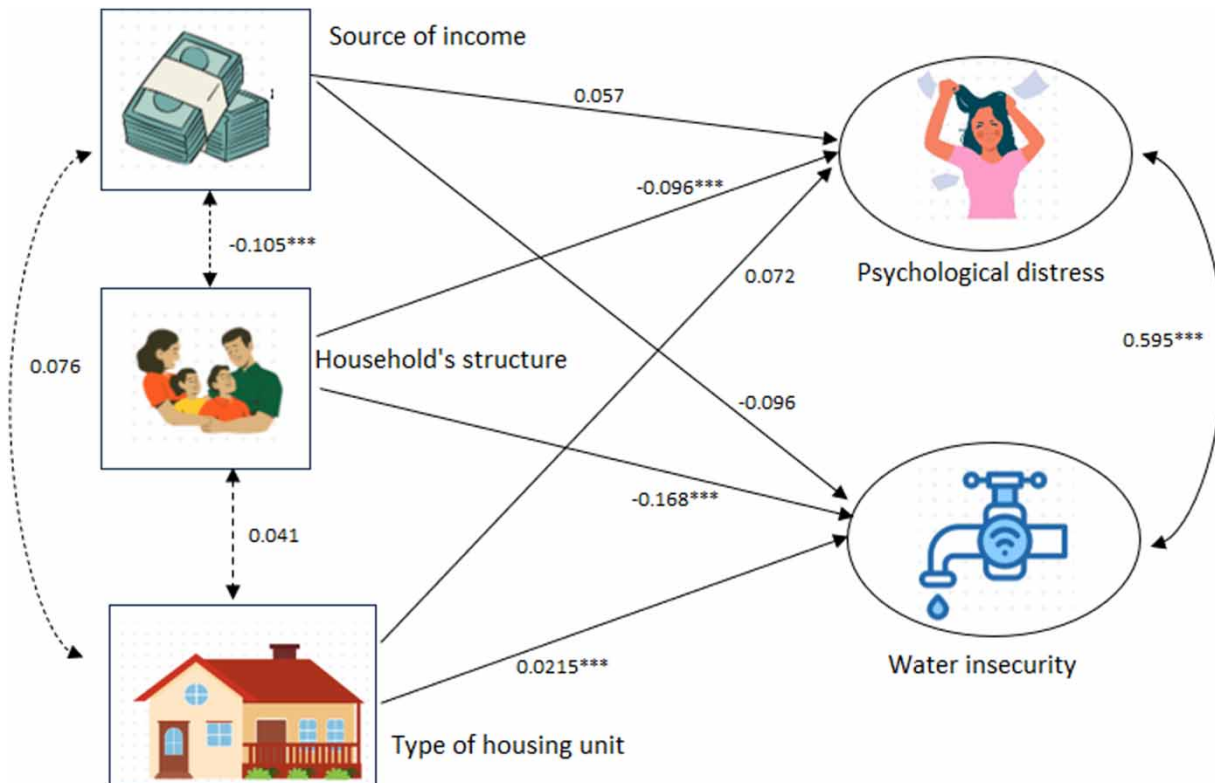 Source of income
0.057
-0.096***
-0.105***
0.072
Psychological distress
0.076
Household's structure
0.595***
-0.096
-0.168***
0.041
0.0215***
Water insecurity
Type of housing unit